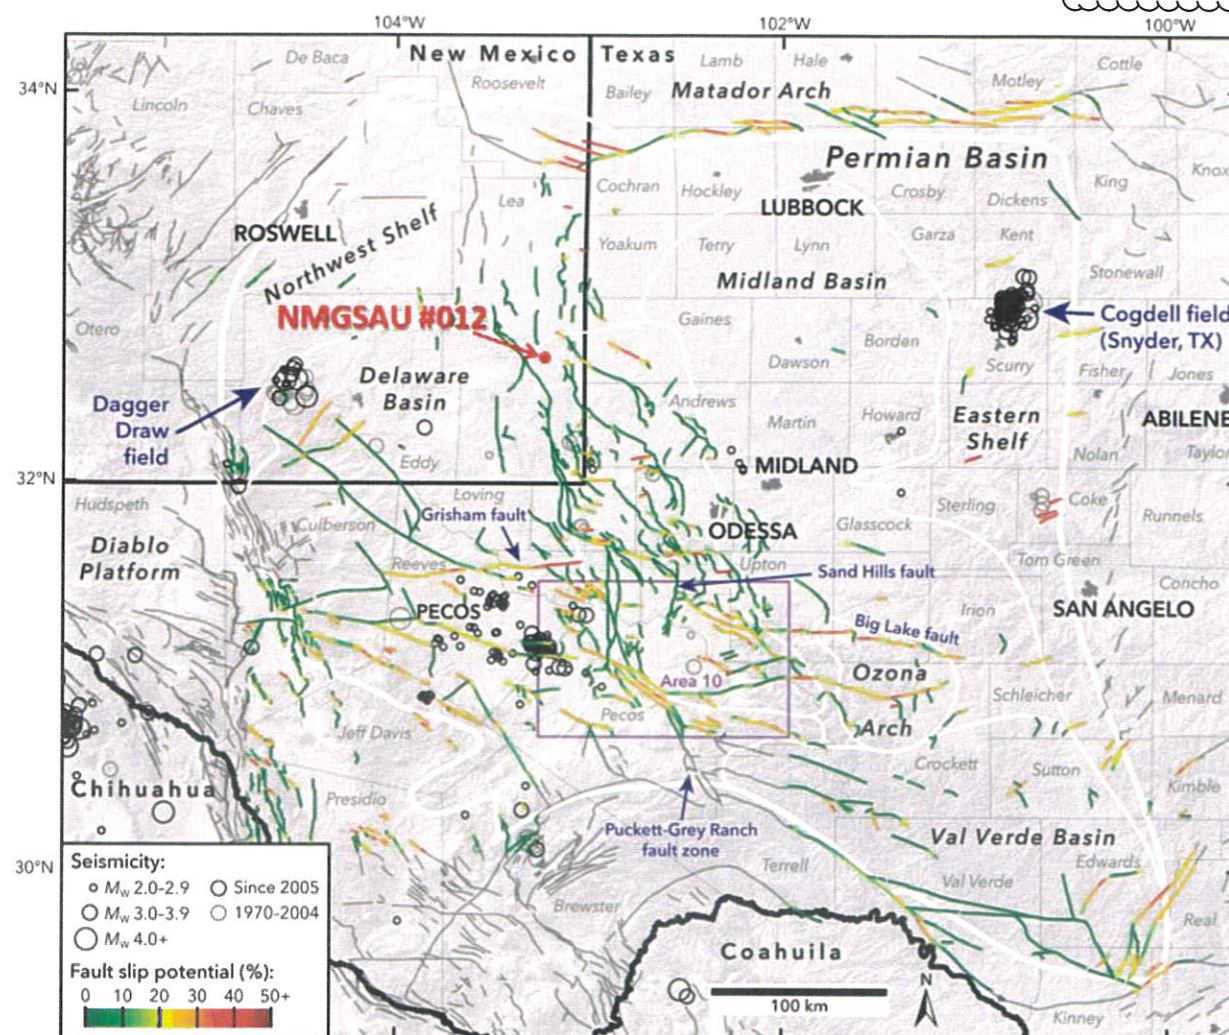 104°W
102°W
100°W
34°N
32°N
30°N
New Mexico
Texas
De Baca
Roosevelt
Lamb
Hale
Motley
Cottle
Lincoln
Chaves
Bailey
Matador Arch
Permian Basin
Cochran
Hockley
Crosby
Dickens
King
Knox
Lea
LUBBOCK
ROSWELL
Northwest Shelf
Yoakum
Terry
Lynn
Garza
Kent
Stonewall
Midland Basin
NMGSAU #012
Otero
Gaines
Borden
Cogdell field
(Snyder, TX)
Dawson
Scurry
Fisher
Jones
Delaware
Basin
Dagger
Draw
field
Andrews
Martin
Howard
Eastern
Shelf
ABILENE
Eddy
MIDLAND
Nolan
Taylor
Hudspeth
Loving
Culberson
Grisham fault
Sterling
Coke
Runnels
ODESSA
Glasscock
Diablo
Platform
Reeves
Upton
Sand Hills fault
Tom Green
Concho
PECOS
Irion
SAN ANGELO
Big Lake fault
Area 10
Ozona
Arch
Schleicher
Menard
Pecos
Jeff Davis
Crockett
Sutton
Kimble
Chihuahua
Presidio
Puckett-Grey Ranch
fault zone
Val Verde Basin
Terrell
Val Verde
Edwards
Brewster
Real
Coahuila
N
100 km
Kinney
Seismicity:
Mw 2.0-2.9
Since 2005
Mw 3.0-3.9
1970-2004
Mw 4.0+
Fault slip potential (%):
0 10 20 30 40 50+